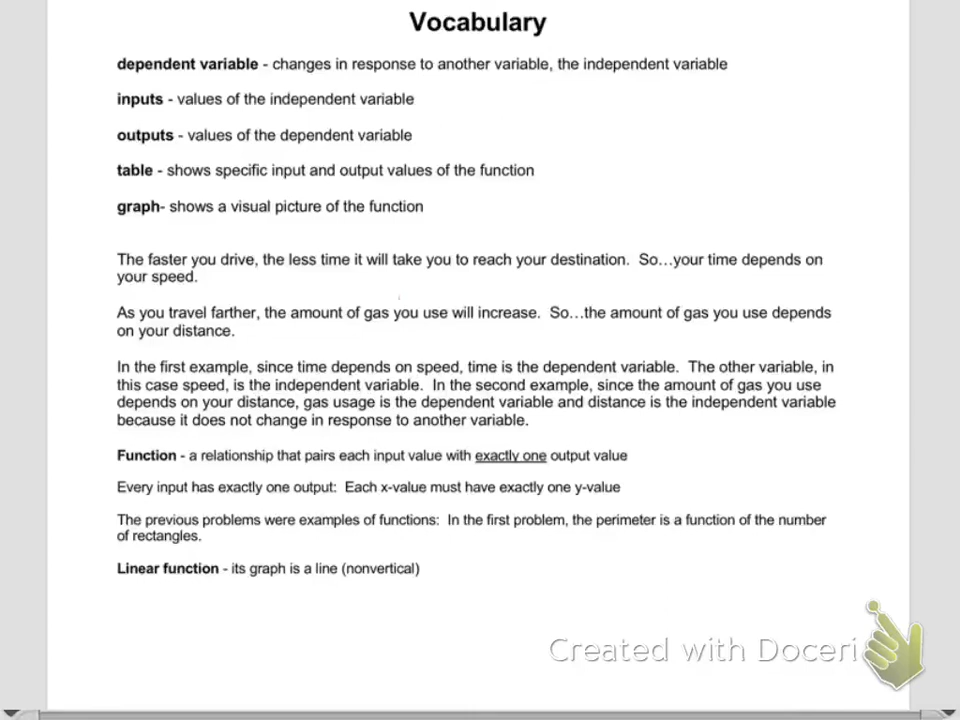 Vocabulary
dependent variable - changes in response to another variable, the independent variable
inputs - values of the independent variable
outputs - values of the dependent variable
table - shows specific input and output values of the function
graph- shows a visual picture of the function
The faster you drive, the less time it will take you to reach your destination.  So…your time depends on
your speed.
As you travel farther, the amount of gas you use will increase.  So…the amount of gas you use depends
on your distance.
In the first example, since time depends on speed, time is the dependent variable.  The other variable, in
this case speed, is the independent variable.  In the second example, since the amount of gas you use
depends on your distance, gas usage is the dependent variable and distance is the independent variable
because it does not change in response to another variable.
Function - a relationship that pairs each input value with exactly one output value
Every input has exactly one output:  Each x-value must have exactly one y-value
The previous problems were examples of functions:  In the first problem, the perimeter is a function of the number
of rectangles.
Linear function - its graph is a line (nonvertical)
Created with Doceri